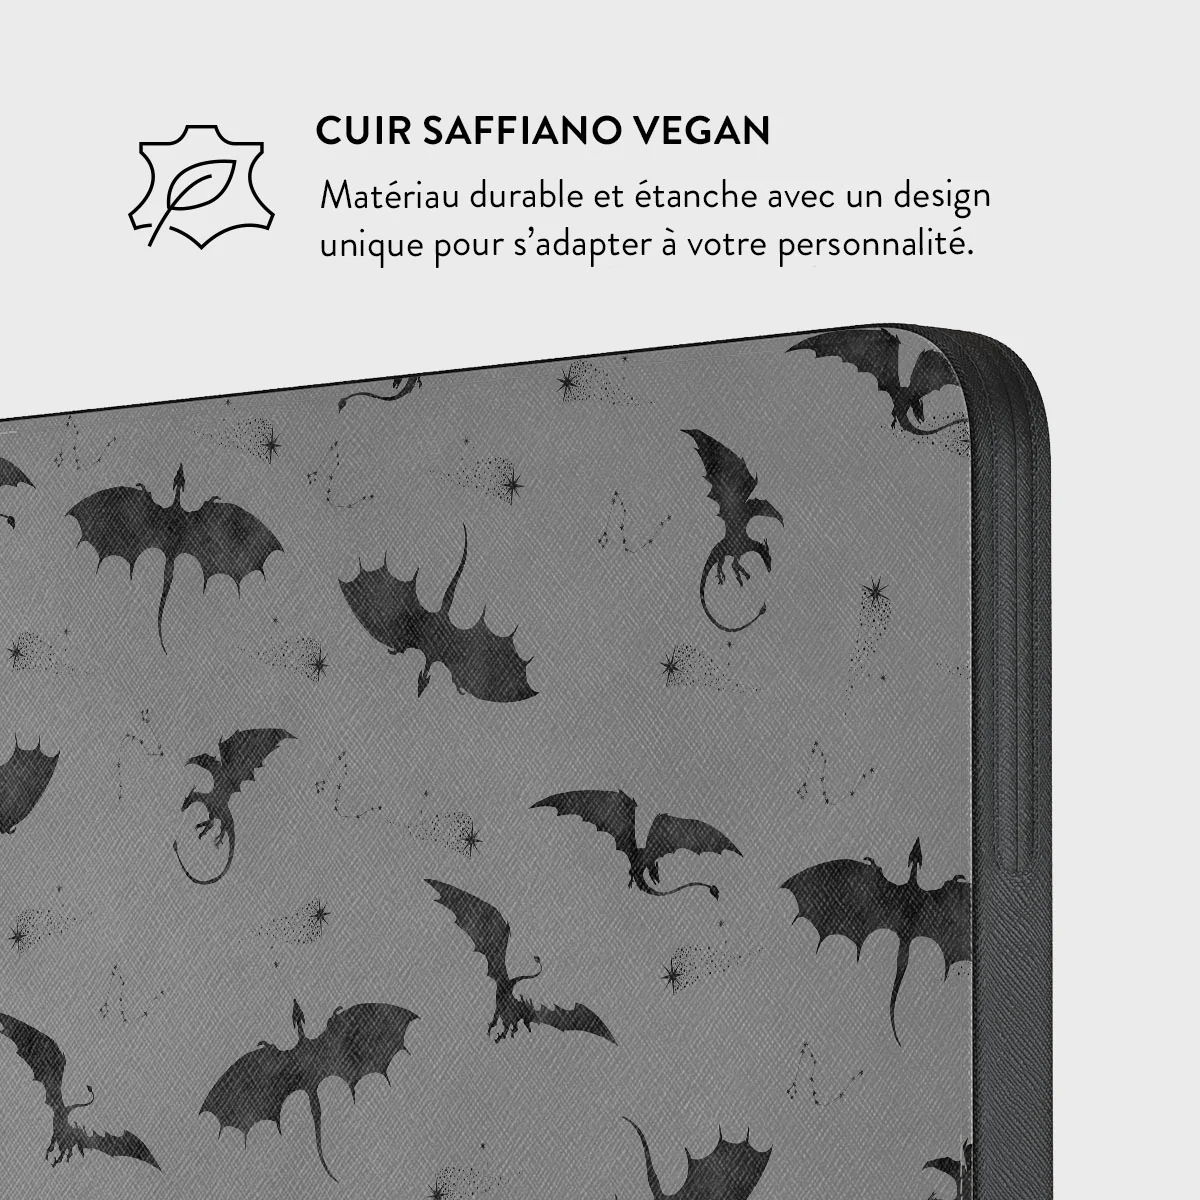 CUIR SAFFIANO VEGAN
Matériau durable et étanche avec un design
unique pour s’adapter à votre personnalité.